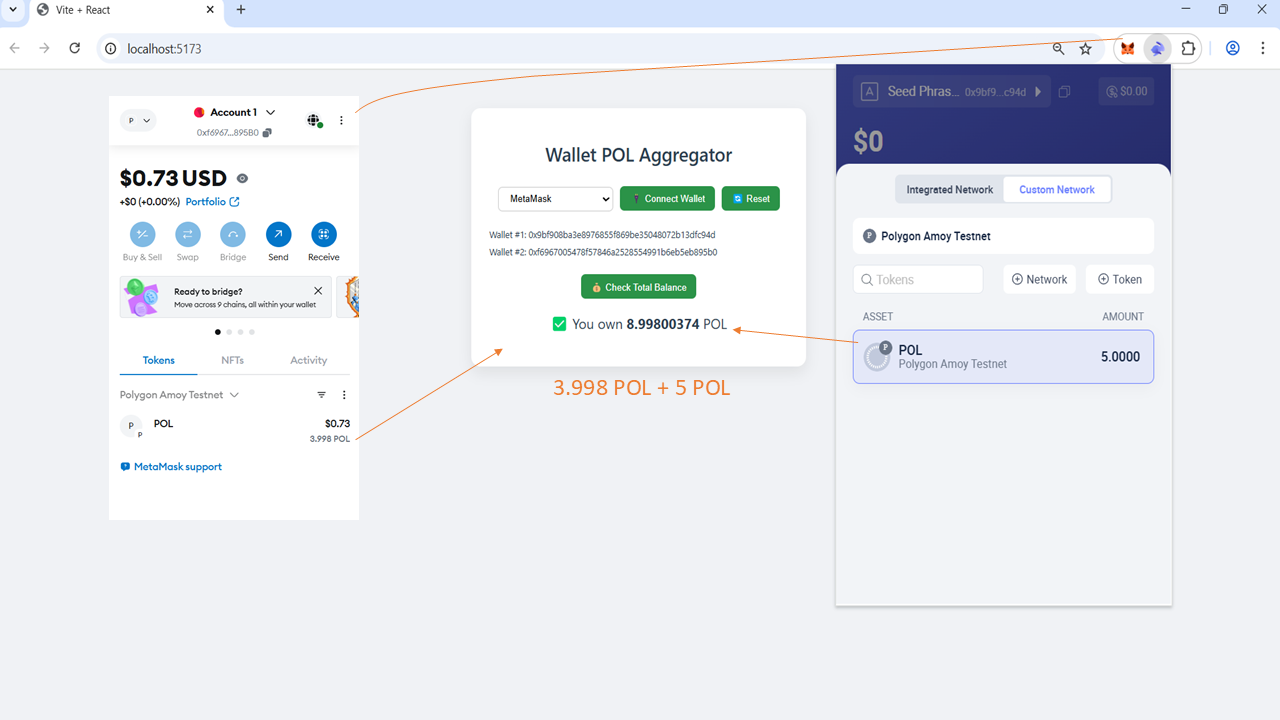 Vite + React
localhost:5173
P
Account 1
0xf6967...895B0
$0.73 USD
+$0 (+0.00%) Portfolio
Buy & Sell
Swap
Bridge
Send
Receive
Ready to bridge?
Move across 9 chains, all within your wallet
Tokens
NFTs
Activity
Polygon Amoy Testnet
P
P
POL
$0.73
3.998 POL
MetaMask support
Wallet POL Aggregator
MetaMask
Connect Wallet
Reset
Wallet #1: 0x9bf908ba3e8976855f869be35048072b13dfc94d
Wallet #2: 0xf6967005478f57846a2528554991b6eb5eb895b0
Check Total Balance
You own 8.99800374 POL
3.998 POL + 5 POL
A
Seed Phras... 0x9bf9...c94d
$0.00
$0
Integrated Network
Custom Network
P
Polygon Amoy Testnet
Tokens
Network
Token
ASSET
AMOUNT
P
POL
Polygon Amoy Testnet
5.0000